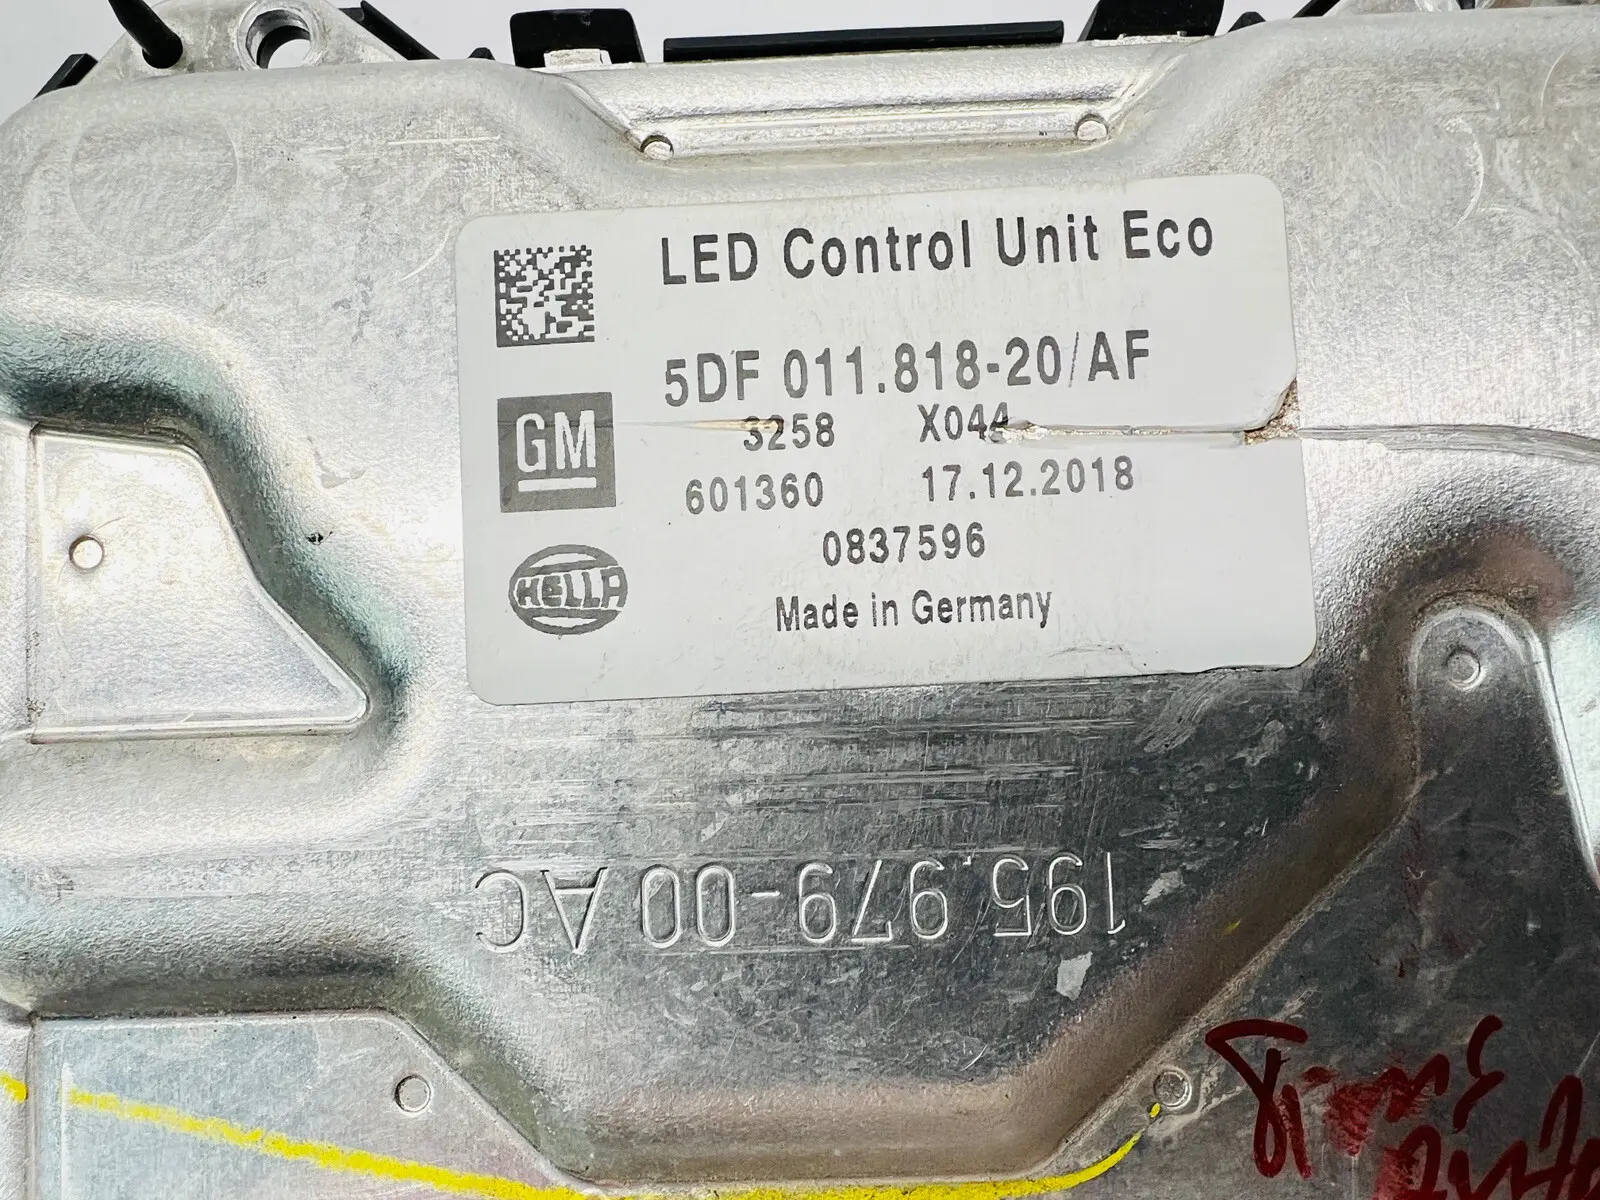 LED Control Unit Eco
5DF 011.818-20/AF
GM
3258 X044
601360 17.12.2018
0837596
HELLA
Made in Germany
195.979-00 AC